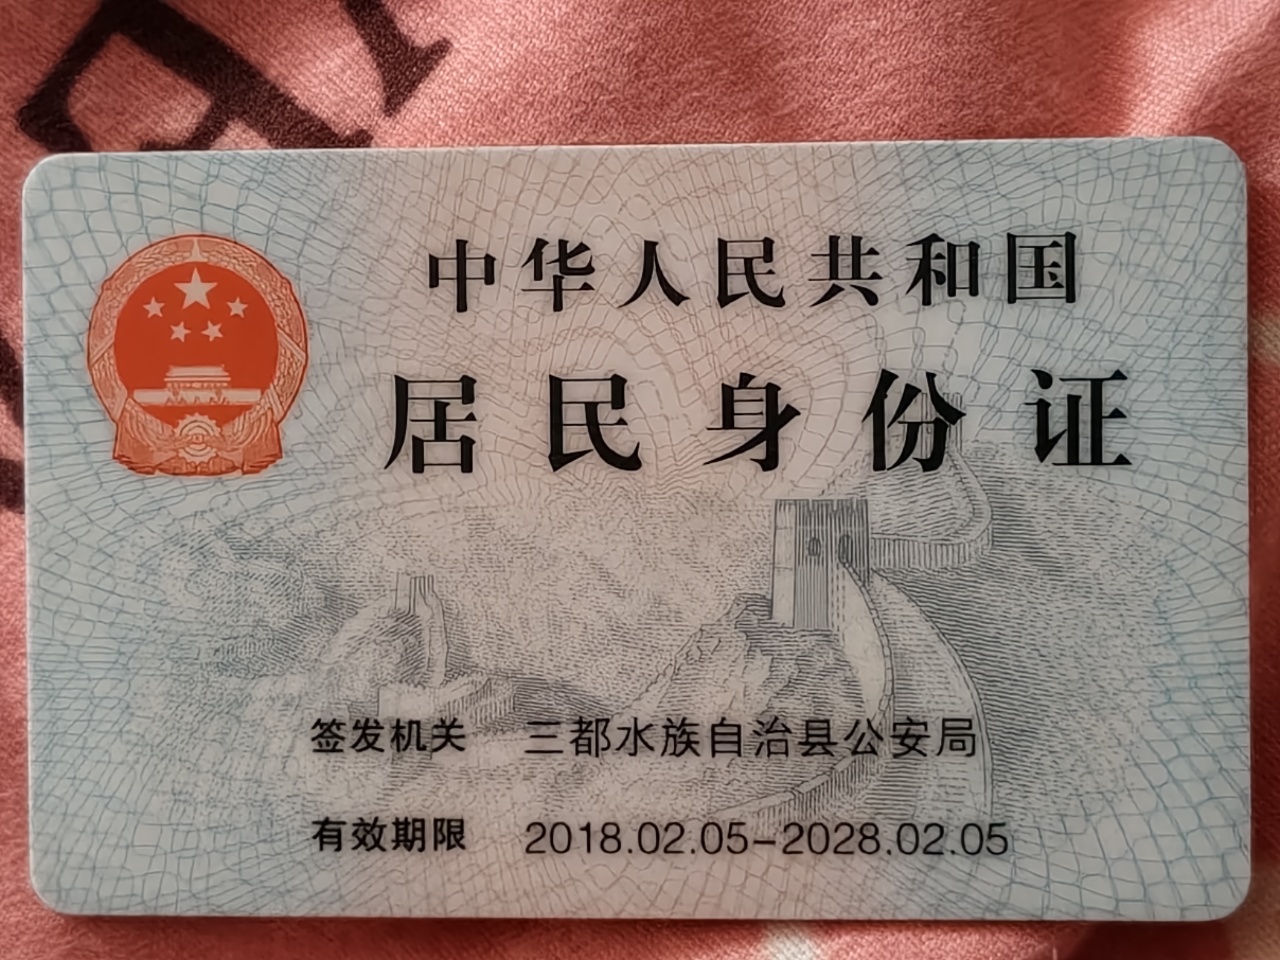 中华人民共和国
居民身份证
签发机关 三都水族自治县公安局
有效期限 2018.02.05-2028.02.05